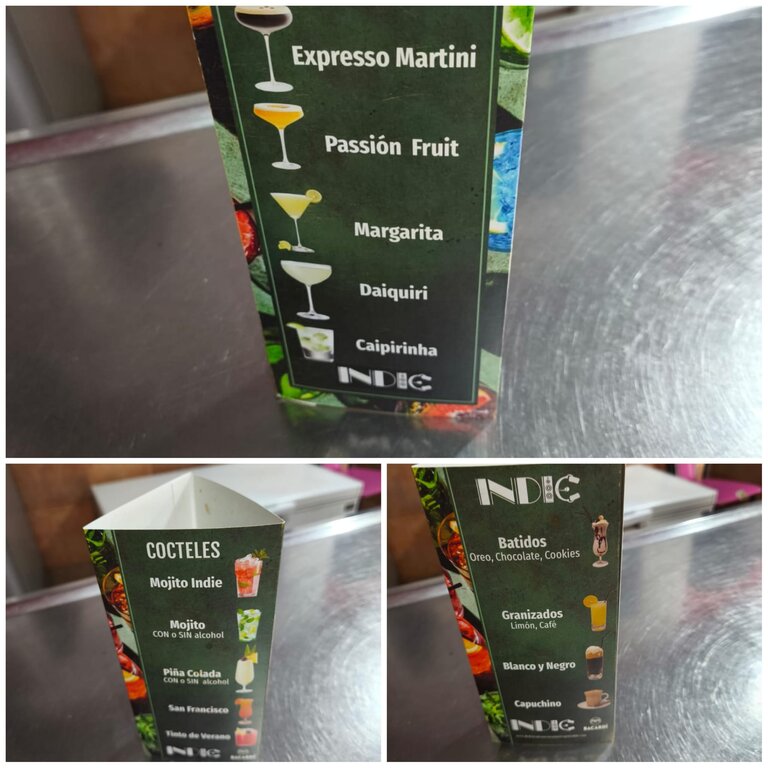 Expresso Martini
Passión Fruit
Margarita
Daiquiri
Caipirinha
INDIE
COCTELES
Mojito Indie
Mojito
CON o SIN alcohol
Piña Colada
CON o SIN alcohol
San Francisco
Tinto de Verano
INDIE
BACARDÍ
INDIE
Batidos
Oreo, Chocolate, Cookies
Granizados
Limón, Café
Blanco y Negro
Capuchino
INDIE
BACARDÍ